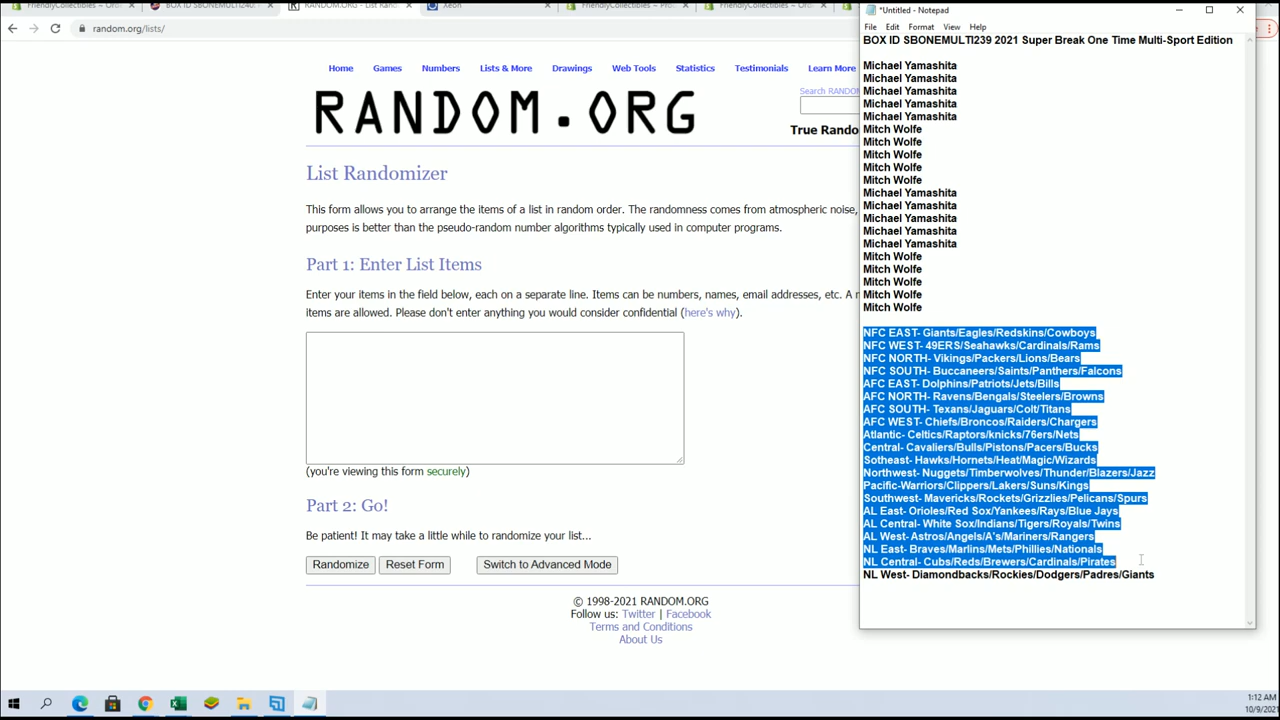 FriendlyCollectibles ~ Ord
BOX ID SBONEMULTI240:
RANDOM.ORG - List Rand
Xeon
FriendlyCollectibles ~ Pro
FriendlyCollectibles ~ Ord
random.org/lists/
Home Games Numbers Lists & More Drawings Web Tools Statistics Testimonials Learn More
RANDOM.ORG
Search RANDOM
True Rando
List Randomizer
This form allows you to arrange the items of a list in random order. The randomness comes from atmospheric noise,
purposes is better than the pseudo-random number algorithms typically used in computer programs.
Part 1: Enter List Items
Enter your items in the field below, each on a separate line. Items can be numbers, names, email addresses, etc. A m
items are allowed. Please don't enter anything you would consider confidential (here's why).
(you're viewing this form securely)
Part 2: Go!
Be patient! It may take a little while to randomize your list...
Randomize Reset Form Switch to Advanced Mode
© 1998-2021 RANDOM.ORG
Follow us: Twitter | Facebook
Terms and Conditions
About Us
*Untitled - Notepad
File Edit Format View Help
BOX ID SBONEMULTI239 2021 Super Break One Time Multi-Sport Edition
Michael Yamashita
Michael Yamashita
Michael Yamashita
Michael Yamashita
Michael Yamashita
Mitch Wolfe
Mitch Wolfe
Mitch Wolfe
Mitch Wolfe
Mitch Wolfe
Michael Yamashita
Michael Yamashita
Michael Yamashita
Michael Yamashita
Michael Yamashita
Mitch Wolfe
Mitch Wolfe
Mitch Wolfe
Mitch Wolfe
Mitch Wolfe
NFC EAST- Giants/Eagles/Redskins/Cowboys
NFC WEST- 49ERS/Seahawks/Cardinals/Rams
NFC NORTH- Vikings/Packers/Lions/Bears
NFC SOUTH- Buccaneers/Saints/Panthers/Falcons
AFC EAST- Dolphins/Patriots/Jets/Bills
AFC NORTH- Ravens/Bengals/Steelers/Browns
AFC SOUTH- Texans/Jaguars/Colt/Titans
AFC WEST- Chiefs/Broncos/Raiders/Chargers
Atlantic- Celtics/Raptors/knicks/76ers/Nets
Central- Cavaliers/Bulls/Pistons/Pacers/Bucks
Sotheast- Hawks/Hornets/Heat/Magic/Wizards
Northwest- Nuggets/Timberwolves/Thunder/Blazers/Jazz
Pacific-Warriors/Clippers/Lakers/Suns/Kings
Southwest- Mavericks/Rockets/Grizzlies/Pelicans/Spurs
AL East- Orioles/Red Sox/Yankees/Rays/Blue Jays
AL Central- White Sox/Indians/Tigers/Royals/Twins
AL West- Astros/Angels/A's/Mariners/Rangers
NL East- Braves/Marlins/Mets/Phillies/Nationals
NL Central- Cubs/Reds/Brewers/Cardinals/Pirates
NL West- Diamondbacks/Rockies/Dodgers/Padres/Giants
1:12 AM
10/9/2021